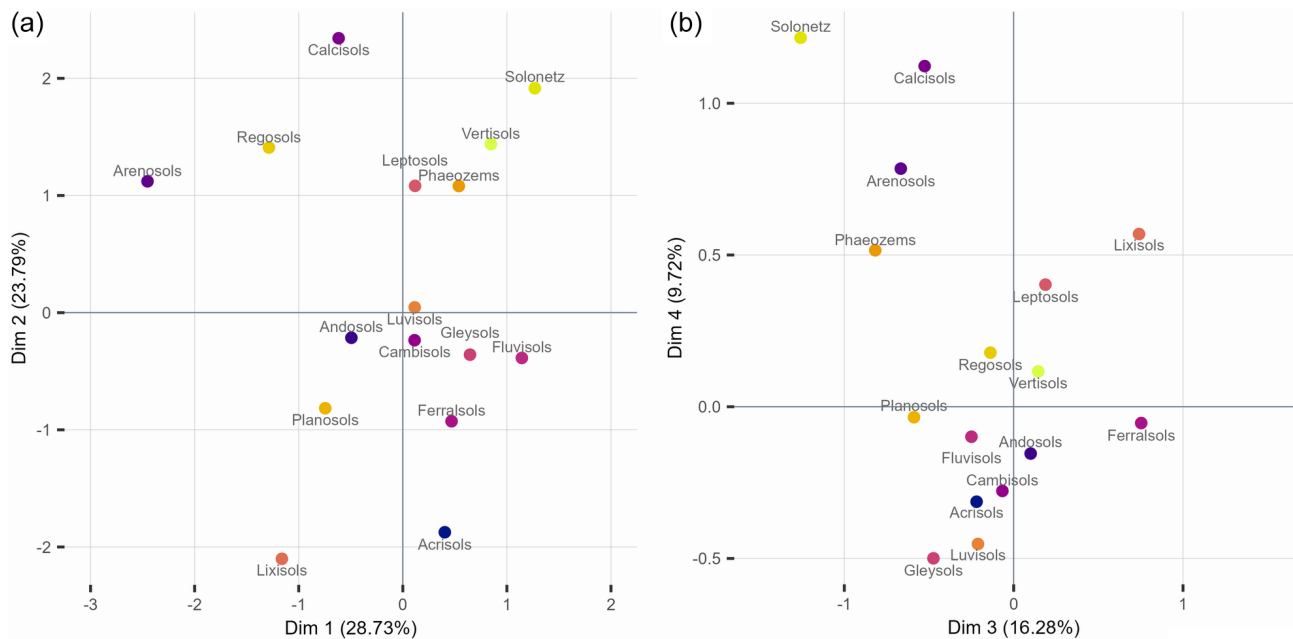 (a)
Calcisols
Solonetz
Vertisols
Regosols
Leptosols
Phaeozems
Arenosols
Luvisols
Andosols
Gleysols
Cambisols
Fluvisols
Planosols
Ferralsols
Acrisols
Lixisols
2
1
0
-1
-2
Dim 2 (23.79%)
-3 -2 -1 0 1 2
Dim 1 (28.73%)
(b)
Solonetz
Calcisols
Arenosols
Phaeozems
Lixisols
Leptosols
Regosols
Vertisols
Planosols
Ferralsols
Andosols
Fluvisols
Cambisols
Acrisols
Luvisols
Gleysols
1.0
0.5
0.0
-0.5
Dim 4 (9.72%)
-1 0 1
Dim 3 (16.28%)